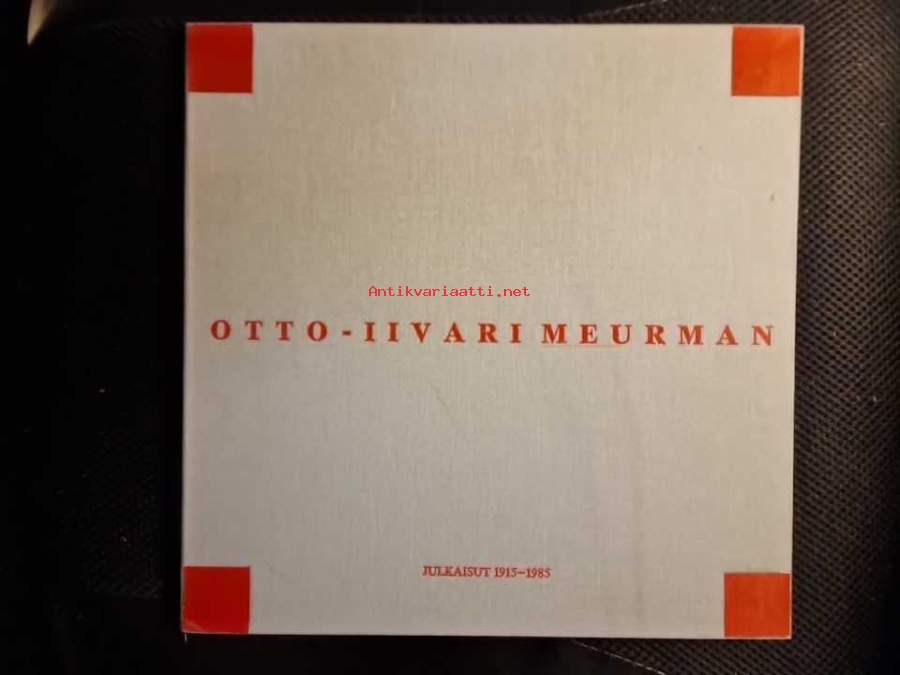 Antikvariaatti.net
OTTO-IIVARI MEURMAN
JULKAISUT 1915–1985